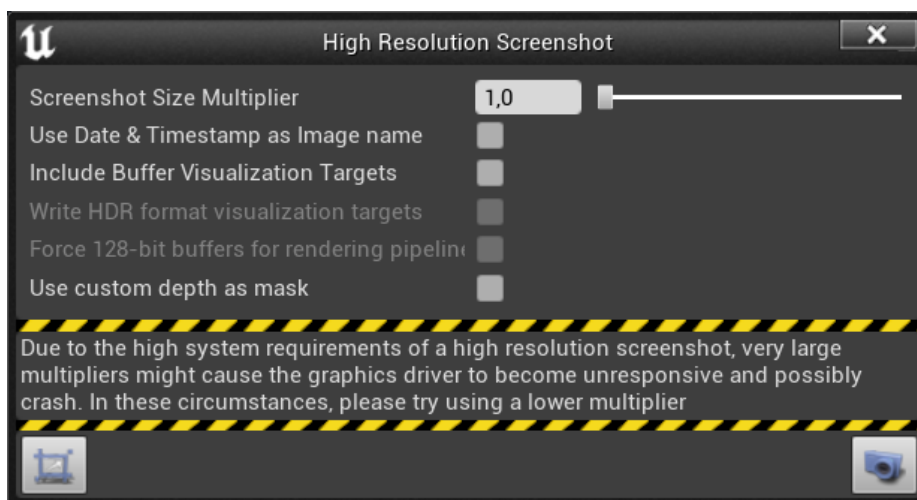 High Resolution Screenshot
Screenshot Size Multiplier 1,0
Use Date & Timestamp as Image name
Include Buffer Visualization Targets
Write HDR format visualization targets
Force 128-bit buffers for rendering pipeline
Use custom depth as mask
Due to the high system requirements of a high resolution screenshot, very large
multipliers might cause the graphics driver to become unresponsive and possibly
crash. In these circumstances, please try using a lower multiplier